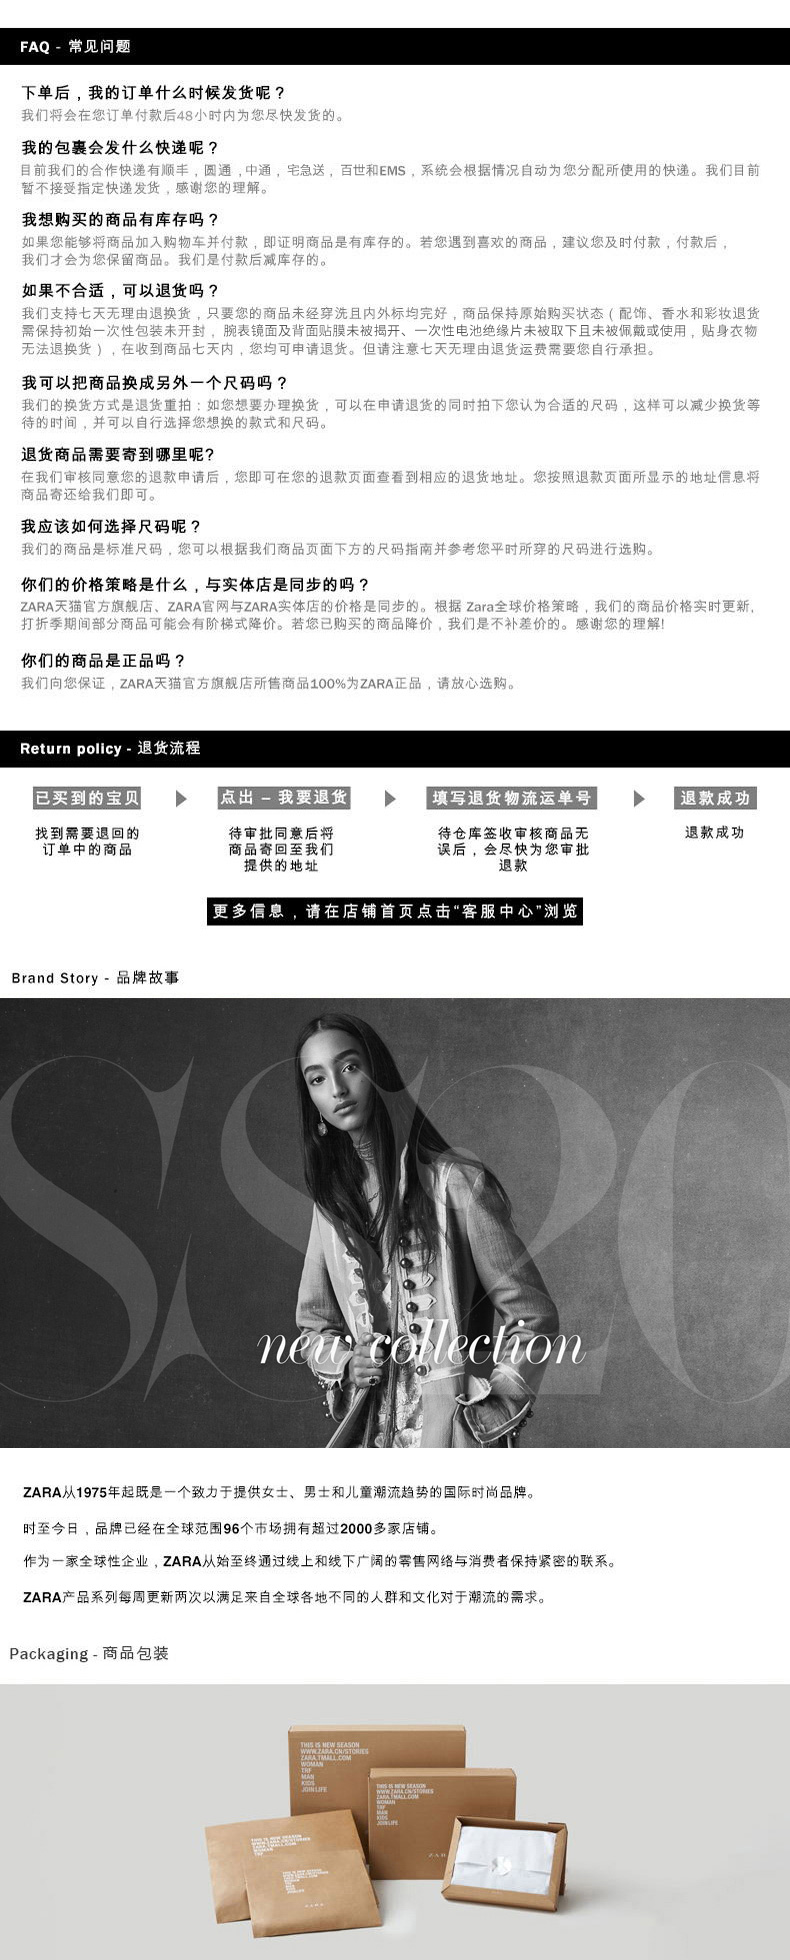 FAQ - 常见问题
下单后，我的订单什么时候发货呢？
我们将会在您订单付款后48小时内为您尽快发货的。
我的包裹会发什么快递呢？
目前我们的合作快递有顺丰，圆通 ,中通，宅急送，百世和EMS，系统会根据情况自动为您分配所使用的快递。我们目前
暂不接受指定快递发货，感谢您的理解。
我想购买的商品有库存吗？
如果您能够将商品加入购物车并付款，即证明商品是有库存的。若您遇到喜欢的商品，建议您及时付款，付款后，
我们才会为您保留商品。我们是付款后减库存的。
如果不合适，可以退货吗？
我们支持七天无理由退换货，只要您的商品未经穿洗且内外标均完好，商品保持原始购买状态（配饰、香水和彩妆退货
需保持初始一次性包装未开封，腕表镜面及背面贴膜未被揭开、一次性电池绝缘片未被取下且未被佩戴或使用，贴身衣物
无法退换货），在收到商品七天内，您均可申请退货。但请注意七天无理由退货运费需要您自行承担。
我可以把商品换成另外一个尺码吗？
我们的换货方式是退货重拍：如您想要办理换货，可以在申请退货的同时拍下您认为合适的尺码，这样可以减少换货等
待的时间，并可以自行选择您想换的款式和尺码。
退货商品需要寄到哪里呢?
在我们审核同意您的退款申请后，您即可在您的退款页面查看到相应的退货地址。您按照退款页面所显示的地址信息将
商品寄还给我们即可。
我应该如何选择尺码呢？
我们的商品是标准尺码，您可以根据我们商品页面下方的尺码指南并参考您平时所穿的尺码进行选购。
你们的价格策略是什么，与实体店是同步的吗？
ZARA天猫官方旗舰店、ZARA官网与ZARA实体店的价格是同步的。根据 Zara全球价格策略，我们的商品价格实时更新,
打折季期间部分商品可能会有阶梯式降价。若您已购买的商品降价，我们是不补差价的。感谢您的理解!
你们的商品是正品吗？
我们向您保证，ZARA天猫官方旗舰店所售商品100%为ZARA正品，请放心选购。
Return policy - 退货流程
已买到的宝贝
点出 – 我要退货
填写退货物流运单号
退款成功
找到需要退回的
订单中的商品
待审批同意后将
商品寄回至我们
提供的地址
待仓库签收审核商品无
误后，会尽快为您审批
退款
退款成功
更多信息，请在店铺首页点击“客服中心”浏览
Brand Story - 品牌故事
SS20
new collection
ZARA从1975年起既是一个致力于提供女士、男士和儿童潮流趋势的国际时尚品牌。
时至今日，品牌已经在全球范围96个市场拥有超过2000多家店铺。
作为一家全球性企业，ZARA从始至终通过线上和线下广阔的零售网络与消费者保持紧密的联系。
ZARA产品系列每周更新两次以满足来自全球各地不同的人群和文化对于潮流的需求。
Packaging - 商品包装
THIS IS NEW SEASON
WWW.ZARA.CN/STORIES
ZARA.TMALL.COM
WOMAN
TRF
MAN
KIDS
JOIN LIFE
THIS IS NEW SEASON
WWW.ZARA.CN/STORIES
ZARA.TMALL.COM
WOMAN
TRF
MAN
KIDS
JOIN LIFE
ZARA
THIS IS NEW SEASON
WWW.ZARA.CN/STORIES
ZARA.TMALL.COM
WOMAN
TRF
THIS IS NEW SEASON
WWW.ZARA.CN/STORIES
ZARA.TMALL.COM
ZARA